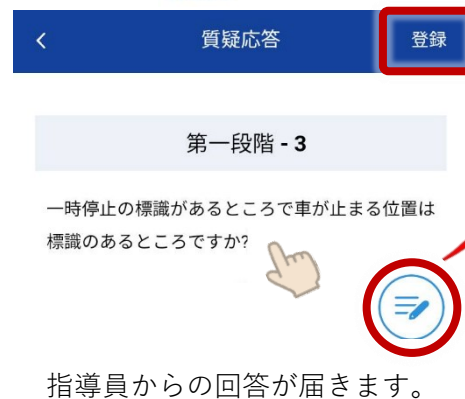 質疑応答
登録
第一段階 - 3
一時停止の標識があるところで車が止まる位置は
標識のあるところですか?
指導員からの回答が届きます。